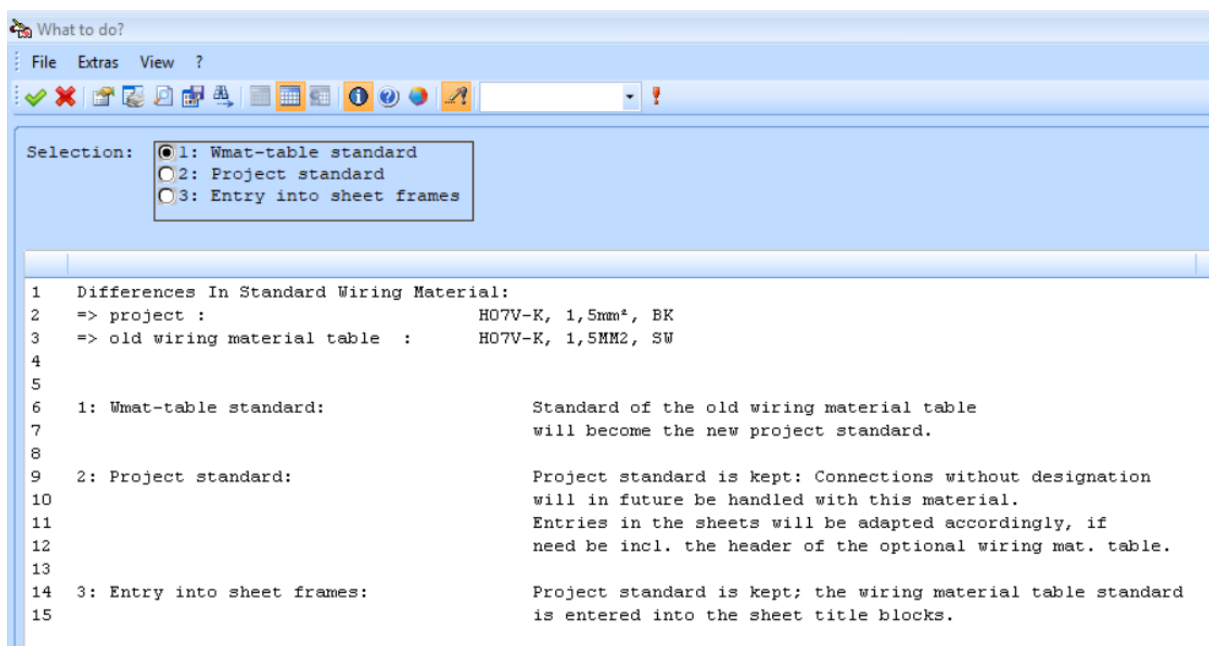 What to do?
File Extras View ?
Selection: 1: Wmat-table standard
2: Project standard
3: Entry into sheet frames
1 Differences In Standard Wiring Material:
2 => project : H07V-K, 1,5mm², BK
3 => old wiring material table : H07V-K, 1,5MM2, SW
4
5
6 1: Wmat-table standard: Standard of the old wiring material table
7 will become the new project standard.
8
9 2: Project standard: Project standard is kept: Connections without designation
10 will in future be handled with this material.
11 Entries in the sheets will be adapted accordingly, if
12 need be incl. the header of the optional wiring mat. table.
13
14 3: Entry into sheet frames: Project standard is kept; the wiring material table standard
15 is entered into the sheet title blocks.